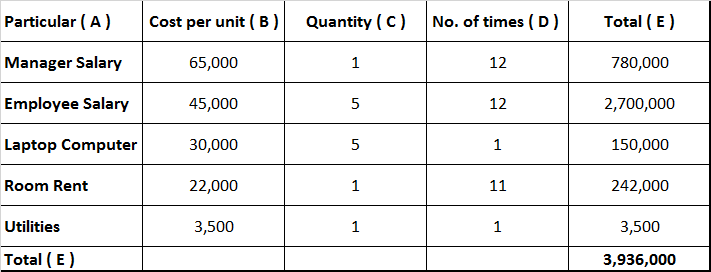 Particular ( A ) Cost per unit ( B ) Quantity ( C ) No. of times ( D ) Total ( E )
Manager Salary 65,000 1 12 780,000
Employee Salary 45,000 5 12 2,700,000
Laptop Computer 30,000 5 1 150,000
Room Rent 22,000 1 11 242,000
Utilities 3,500 1 1 3,500
Total ( E ) 3,936,000